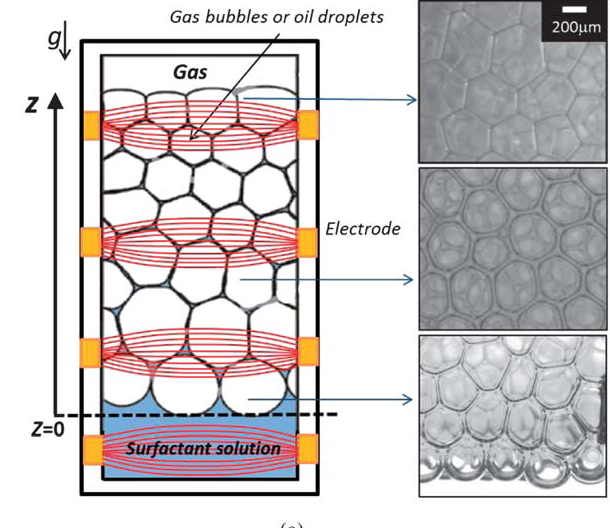 Gas bubbles or oil droplets
g
200μm
Gas
z
Electrode
Z=0
Surfactant solution
(a)